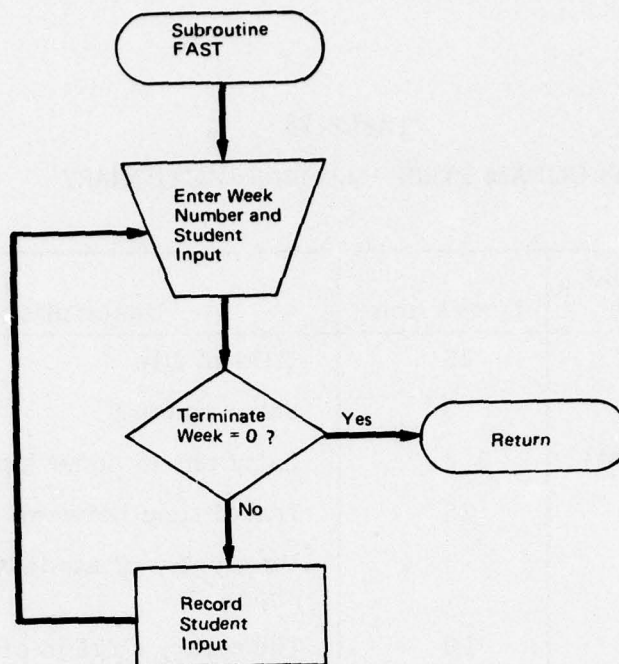 Subroutine
FAST
Enter Week
Number and
Student
Input
Terminate
Week = 0 ?
Yes
Return
No
Record
Student
Input